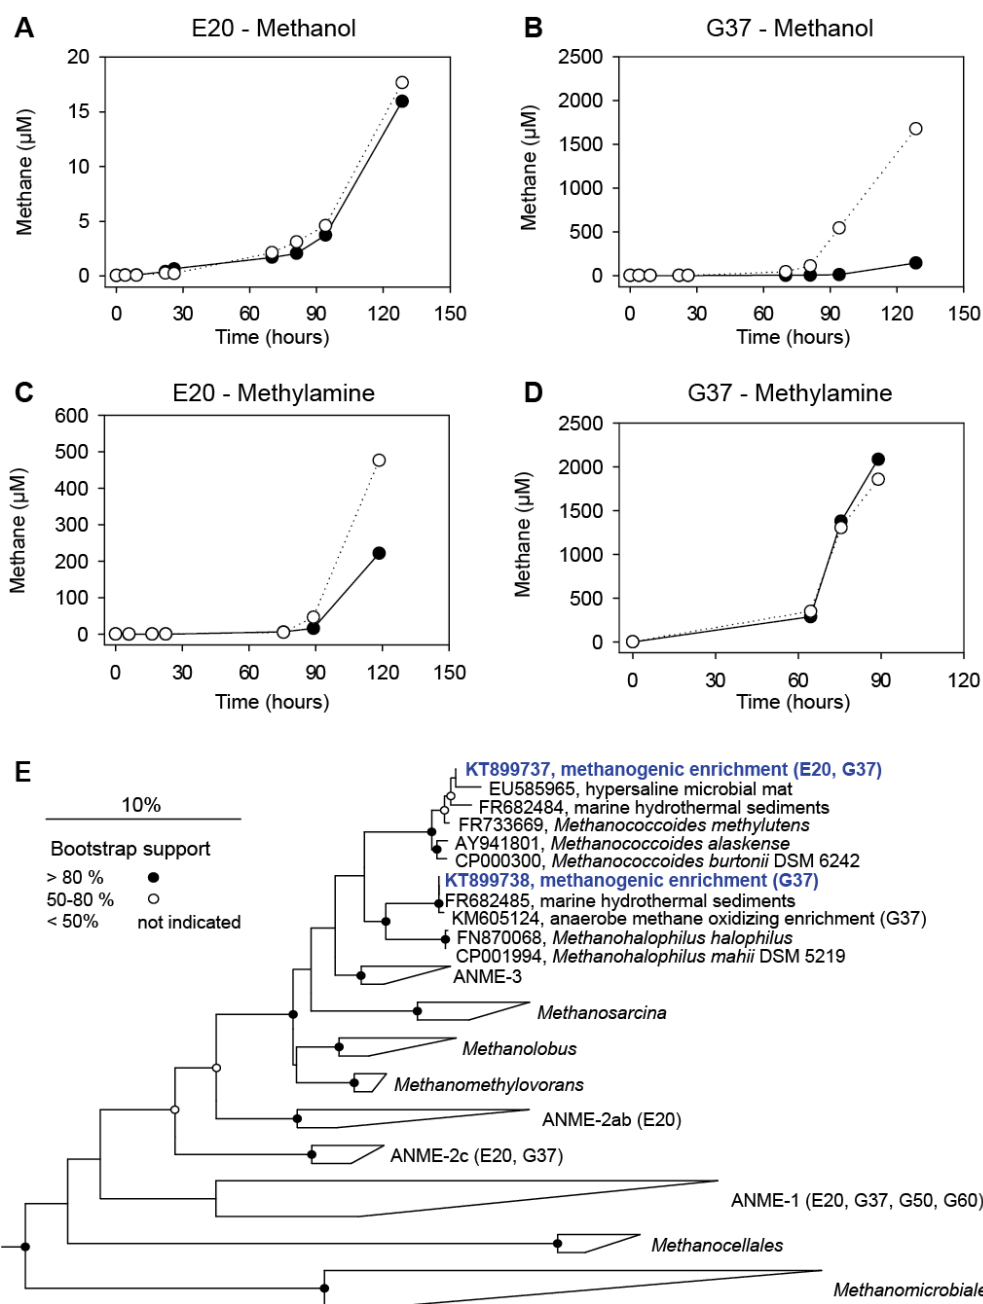 A
E20 - Methanol
Methane (µM)
20
15
10
5
0
0 30 60 90 120 150
Time (hours)
B
G37 - Methanol
Methane (µM)
2500
2000
1500
1000
500
0
0 30 60 90 120 150
Time (hours)
C
E20 - Methylamine
Methane (µM)
600
500
400
300
200
100
0
0 30 60 90 120 150
Time (hours)
D
G37 - Methylamine
Methane (µM)
2500
2000
1500
1000
500
0
0 30 60 90 120
Time (hours)
E
10%
Bootstrap support
> 80 %
50-80 %
< 50% not indicated
KT899737, methanogenic enrichment (E20, G37)
EU585965, hypersaline microbial mat
FR682484, marine hydrothermal sediments
FR733669, Methanococcoides methylutens
AY941801, Methanococcoides alaskense
CP000300, Methanococcoides burtonii DSM 6242
KT899738, methanogenic enrichment (G37)
FR682485, marine hydrothermal sediments
KM605124, anaerobe methane oxidizing enrichment (G37)
FN870068, Methanohalophilus halophilus
CP001994, Methanohalophilus mahii DSM 5219
ANME-3
Methanosarcina
Methanolobus
Methanomethylovorans
ANME-2ab (E20)
ANME-2c (E20, G37)
ANME-1 (E20, G37, G50, G60)
Methanocellales
Methanomicrobiale